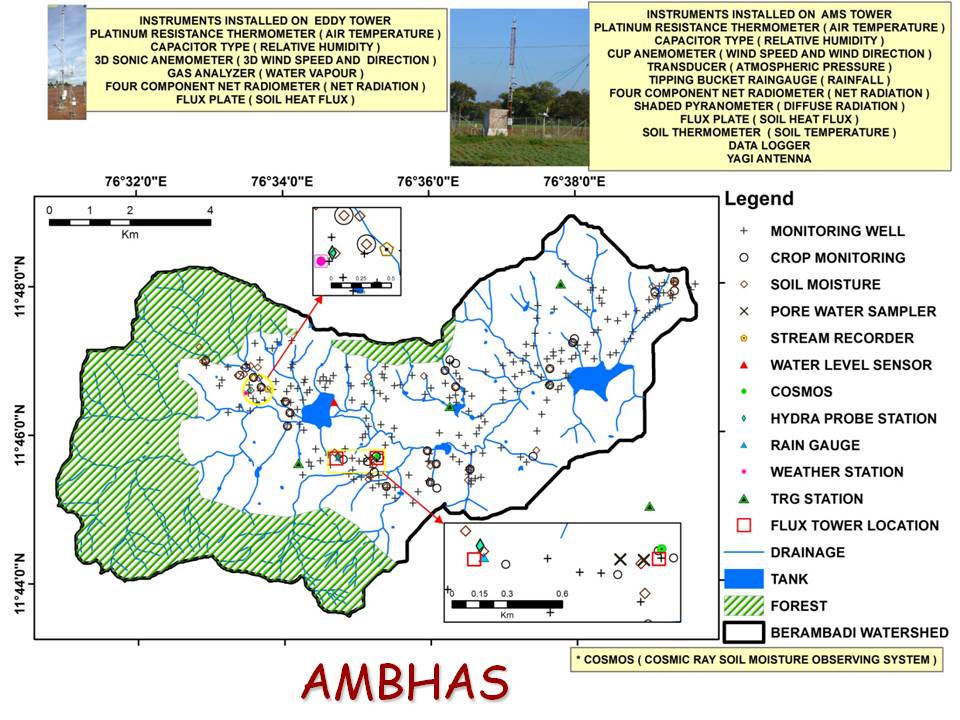 INSTRUMENTS INSTALLED ON EDDY TOWER
PLATINUM RESISTANCE THERMOMETER ( AIR TEMPERATURE )
CAPACITOR TYPE ( RELATIVE HUMIDITY )
3D SONIC ANEMOMETER ( 3D WIND SPEED AND DIRECTION )
GAS ANALYZER ( WATER VAPOUR )
FOUR COMPONENT NET RADIOMETER ( NET RADIATION )
FLUX PLATE ( SOIL HEAT FLUX )
INSTRUMENTS INSTALLED ON AMS TOWER
PLATINUM RESISTANCE THERMOMETER ( AIR TEMPERATURE )
CAPACITOR TYPE ( RELATIVE HUMIDITY )
CUP ANEMOMETER ( WIND SPEED AND WIND DIRECTION )
TRANSDUCER ( ATMOSPHERIC PRESSURE )
TIPPING BUCKET RAINGAUGE ( RAINFALL )
FOUR COMPONENT NET RADIOMETER ( NET RADIATION )
SHADED PYRANOMETER ( DIFFUSE RADIATION )
FLUX PLATE ( SOIL HEAT FLUX )
SOIL THERMOMETER ( SOIL TEMPERATURE )
DATA LOGGER
YAGI ANTENNA
76°32'0"E 76°34'0"E 76°36'0"E 76°38'0"E
0 1 2 4
Km
0 0.25 0.5
11°48'0"N
11°46'0"N
11°44'0"N
0 0.15 0.3 0.6
Km
Legend
MONITORING WELL
CROP MONITORING
SOIL MOISTURE
PORE WATER SAMPLER
STREAM RECORDER
WATER LEVEL SENSOR
COSMOS
HYDRA PROBE STATION
RAIN GAUGE
WEATHER STATION
TRG STATION
FLUX TOWER LOCATION
DRAINAGE
TANK
FOREST
BERAMBADI WATERSHED
* COSMOS ( COSMIC RAY SOIL MOISTURE OBSERVING SYSTEM )
AMBHAS